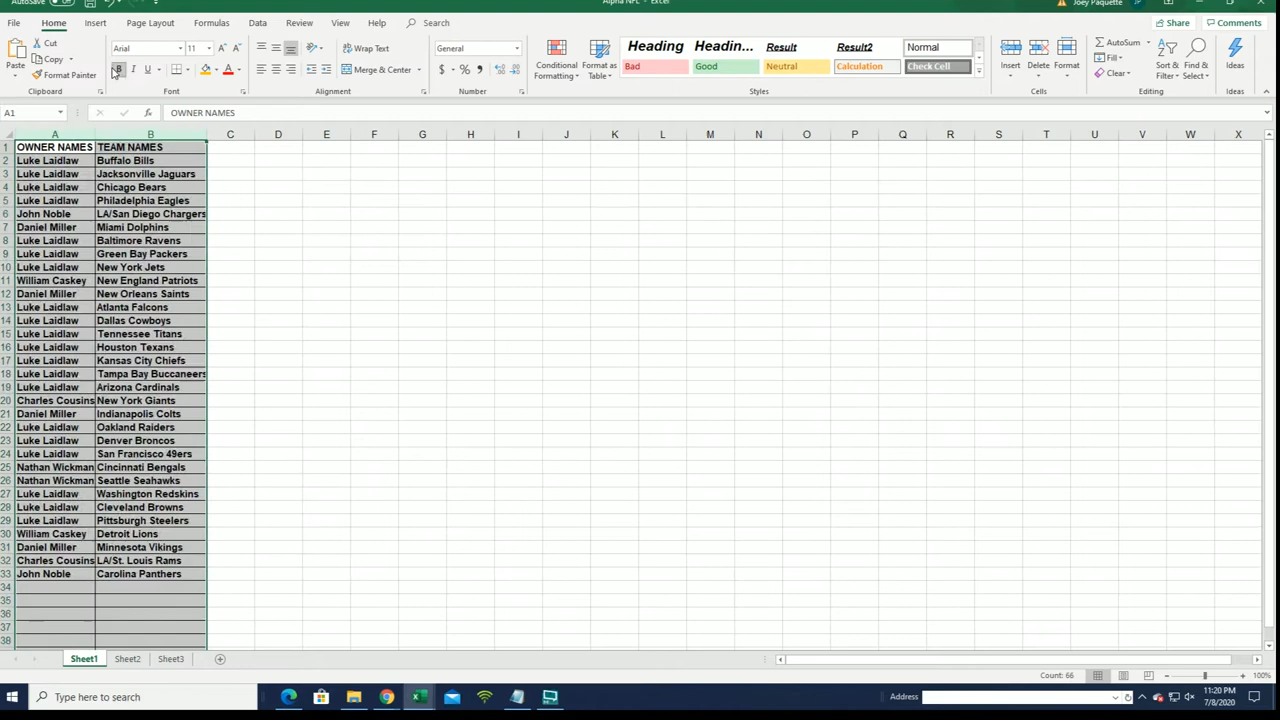 AutoSave Alpha NFL - Excel Joey Paquette JP
File Home Insert Page Layout Formulas Data Review View Help Search Share Comments
Paste Cut Copy Format Painter Clipboard
Arial 11 B I U Font
Wrap Text Merge & Center Alignment
General $ % Number
Conditional Formatting Format as Table
Heading Headin... Result Result2 Normal
Bad Good Neutral Calculation Check Cell
Styles
Insert Delete Format Cells
AutoSum Fill Clear Sort & Filter Find & Select Editing
Ideas Ideas
A1 fx OWNER NAMES
A B C D E F G H I J K L M N O P Q R S T U V W X
1 OWNER NAMES TEAM NAMES
2 Luke Laidlaw Buffalo Bills
3 Luke Laidlaw Jacksonville Jaguars
4 Luke Laidlaw Chicago Bears
5 Luke Laidlaw Philadelphia Eagles
6 John Noble LA/San Diego Chargers
7 Daniel Miller Miami Dolphins
8 Luke Laidlaw Baltimore Ravens
9 Luke Laidlaw Green Bay Packers
10 Luke Laidlaw New York Jets
11 William Caskey New England Patriots
12 Daniel Miller New Orleans Saints
13 Luke Laidlaw Atlanta Falcons
14 Luke Laidlaw Dallas Cowboys
15 Luke Laidlaw Tennessee Titans
16 Luke Laidlaw Houston Texans
17 Luke Laidlaw Kansas City Chiefs
18 Luke Laidlaw Tampa Bay Buccaneers
19 Luke Laidlaw Arizona Cardinals
20 Charles Cousins New York Giants
21 Daniel Miller Indianapolis Colts
22 Luke Laidlaw Oakland Raiders
23 Luke Laidlaw Denver Broncos
24 Luke Laidlaw San Francisco 49ers
25 Nathan Wickman Cincinnati Bengals
26 Nathan Wickman Seattle Seahawks
27 Luke Laidlaw Washington Redskins
28 Luke Laidlaw Cleveland Browns
29 Luke Laidlaw Pittsburgh Steelers
30 William Caskey Detroit Lions
31 Daniel Miller Minnesota Vikings
32 Charles Cousins LA/St. Louis Rams
33 John Noble Carolina Panthers
34
35
36
37
38
Sheet1 Sheet2 Sheet3
Count: 66 100%
Type here to search Address 11:20 PM
7/8/2020